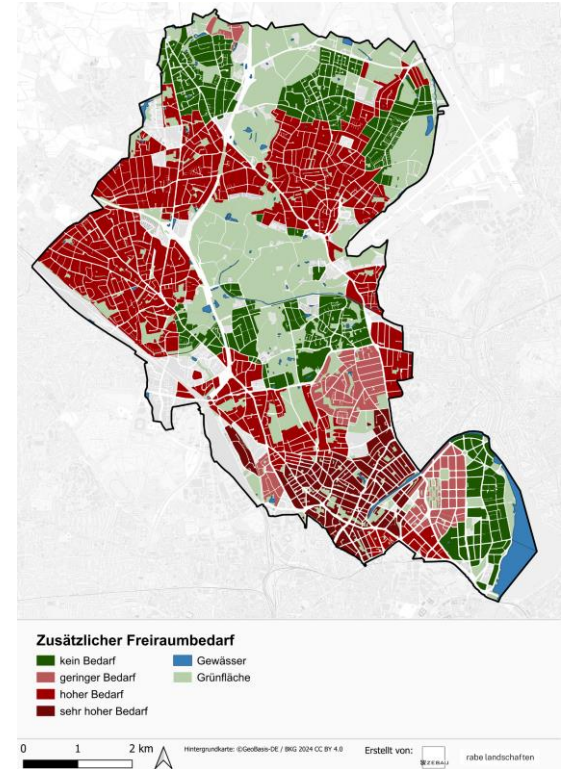 Zusätzlicher Freiraumbedarf
kein Bedarf
geringer Bedarf
hoher Bedarf
sehr hoher Bedarf
Gewässer
Grünfläche
0 1 2 km
Hintergrundkarte: ©GeoBasis-DE / BKG 2024 CC BY 4.0
Erstellt von:
ZEBAU
rabe landschaften